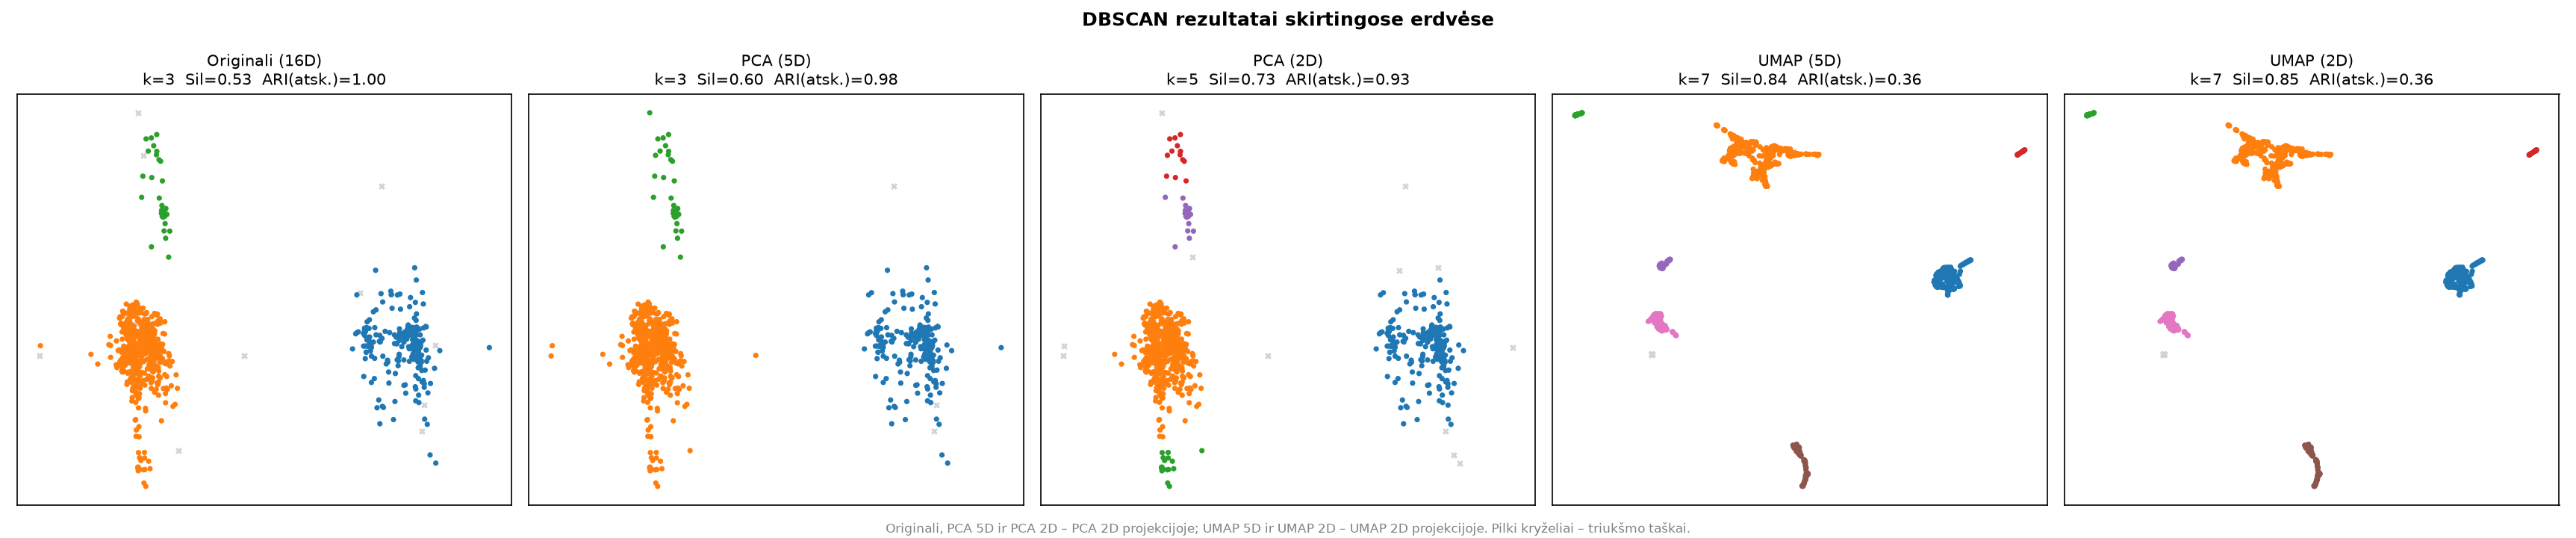 DBSCAN rezultatai skirtingose erdvėse
Originali (16D)
k=3  Sil=0.53  ARI(atsk.)=1.00
PCA (5D)
k=3  Sil=0.60  ARI(atsk.)=0.98
PCA (2D)
k=5  Sil=0.73  ARI(atsk.)=0.93
UMAP (5D)
k=7  Sil=0.84  ARI(atsk.)=0.36
UMAP (2D)
k=7  Sil=0.85  ARI(atsk.)=0.36
Originali, PCA 5D ir PCA 2D – PCA 2D projekcijoje; UMAP 5D ir UMAP 2D – UMAP 2D projekcijoje. Pilki kryželiai – triukšmo taškai.